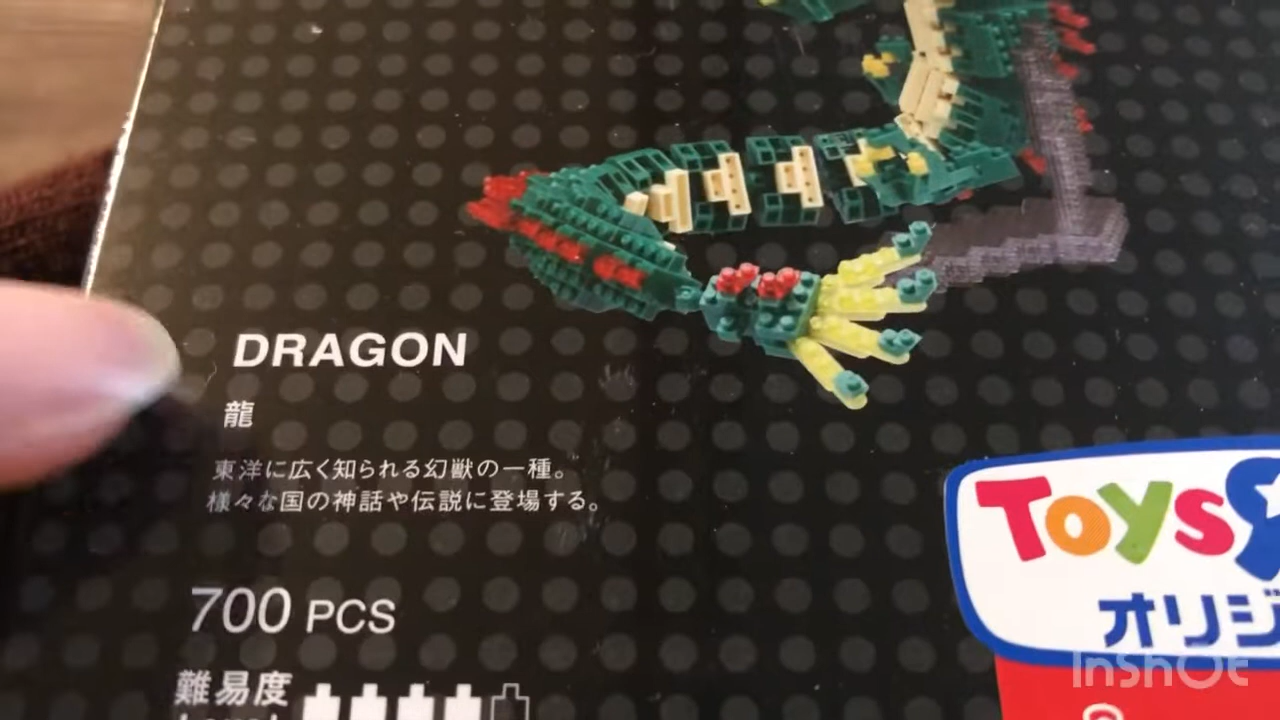 DRAGON
龍
東洋に広く知られる幻獣の一種。
様々な国の神話や伝説に登場する。
700 PCS
難易度
Toys
オリジ
InShOt